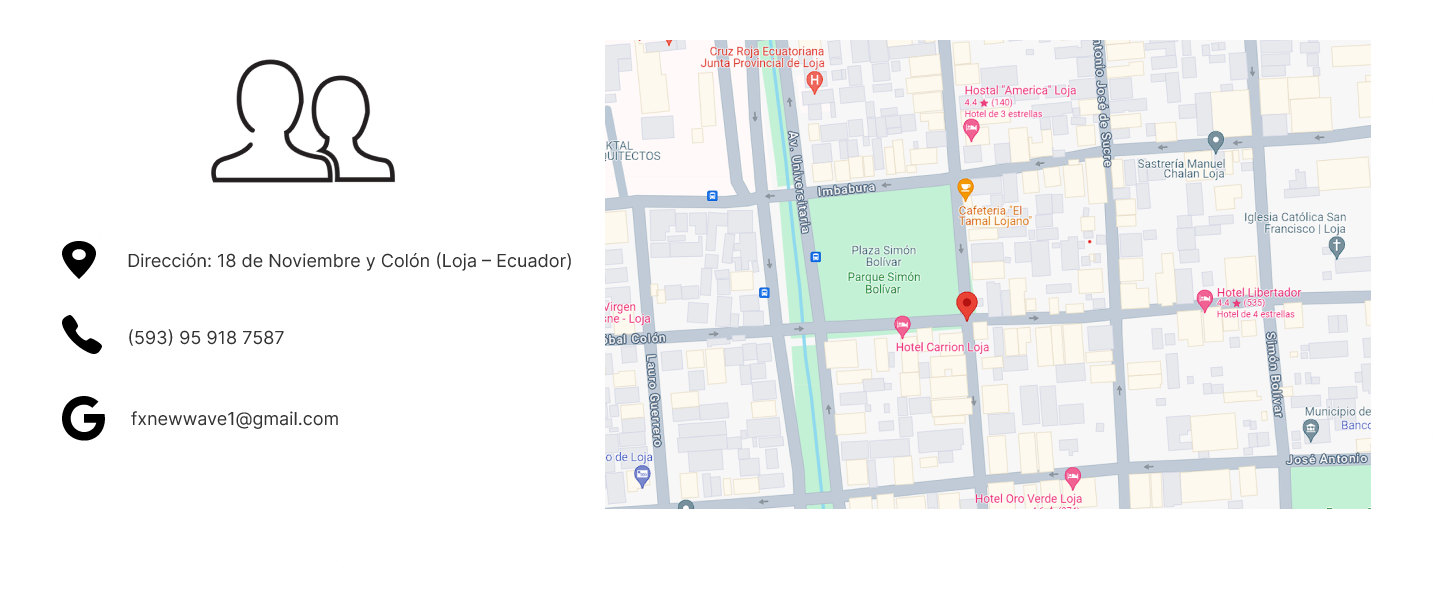 Dirección: 18 de Noviembre y Colón (Loja – Ecuador)
(593) 95 918 7587
fxnewwave1@gmail.com
Cruz Roja Ecuatoriana
Junta Provincial de Loja
H
Hostal "America" Loja
4.4 ★ (140)
Hotel de 3 estrellas
Antonio José de Sucre
KTAL
QUITECTOS
Av. Universitaria
Imbabura
Sastrería Manuel
Chalan Loja
Cafeteria "El
Tamal Lojano"
Iglesia Católica San
Francisco | Loja
Plaza Simón
Bolívar
Parque Simón
Bolívar
Hotel Libertador
4.4 ★ (535)
Hotel de 4 estrellas
Virgen
sne - Loja
óbal Colón
Hotel Carrion Loja
Lauro Guerrero
Simón Bolívar
Municipio de
Banco
o de Loja
José Antonio
Hotel Oro Verde Loja